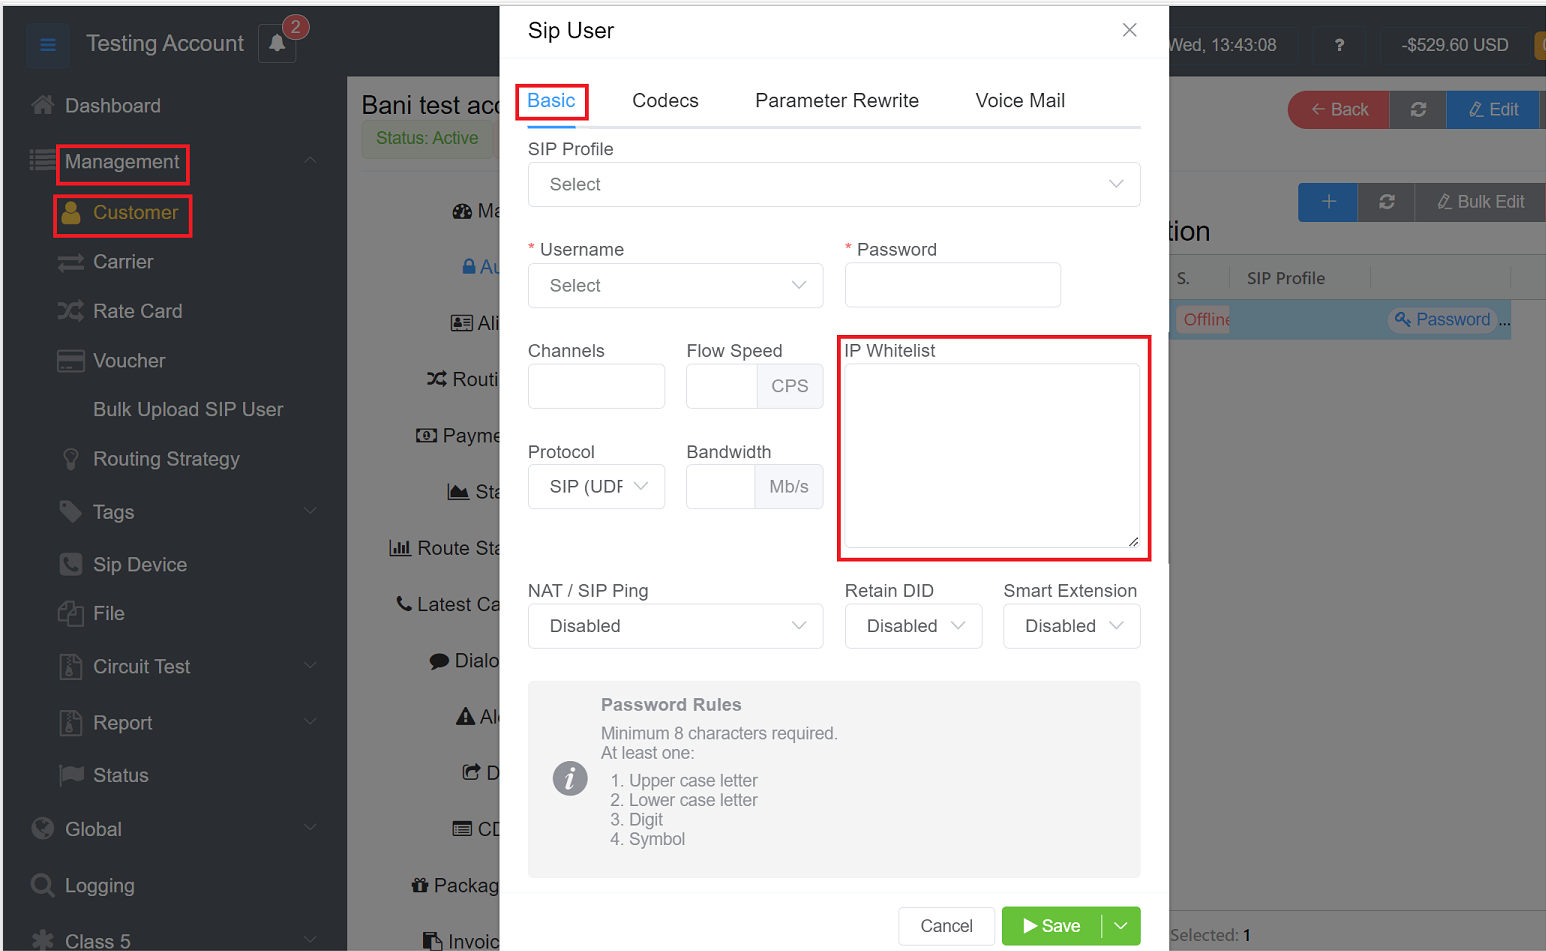 Testing Account
2
Dashboard
Management
Customer
Carrier
Rate Card
Voucher
Bulk Upload SIP User
Routing Strategy
Tags
Sip Device
File
Circuit Test
Report
Status
Global
Logging
Class 5
Bani test acc
Status: Active
Ma
Au
Ali
Routi
Payme
Sta
Route Sta
Latest Ca
Dialo
Ale
D
CD
Packag
Invoic
Sip User
Basic
Codecs
Parameter Rewrite
Voice Mail
SIP Profile
Select
* Username
* Password
Select
Channels
Flow Speed
IP Whitelist
CPS
Protocol
Bandwidth
SIP (UDP
Mb/s
NAT / SIP Ping
Retain DID
Smart Extension
Disabled
Disabled
Disabled
Password Rules
Minimum 8 characters required.
At least one:
1. Upper case letter
2. Lower case letter
3. Digit
4. Symbol
Cancel
Save
Wed, 13:43:08
?
-$529.60 USD
Back
Edit
Bulk Edit
tion
S.
SIP Profile
Offline
Password ...
Selected: 1